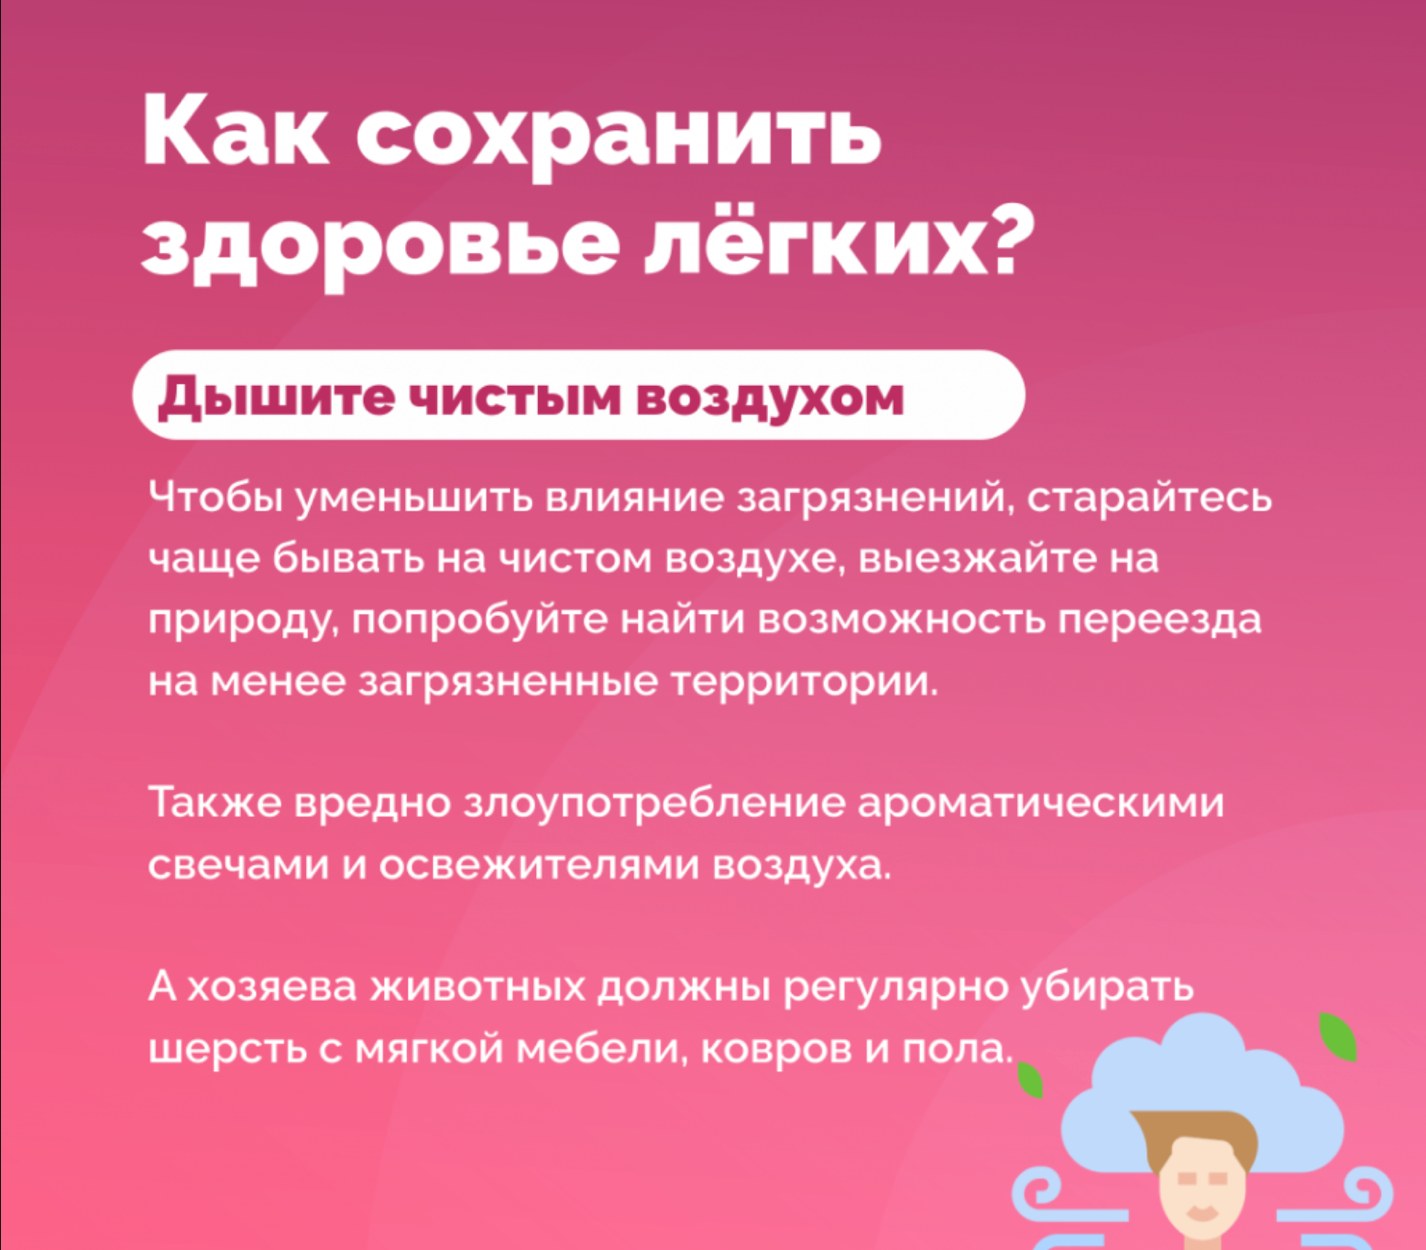 Как сохранить
здоровье лёгких?
Дышите чистым воздухом
Чтобы уменьшить влияние загрязнений, старайтесь
чаще бывать на чистом воздухе, выезжайте на
природу, попробуйте найти возможность переезда
на менее загрязненные территории.
Также вредно злоупотребление ароматическими
свечами и освежителями воздуха.
А хозяева животных должны регулярно убирать
шерсть с мягкой мебели, ковров и пола.